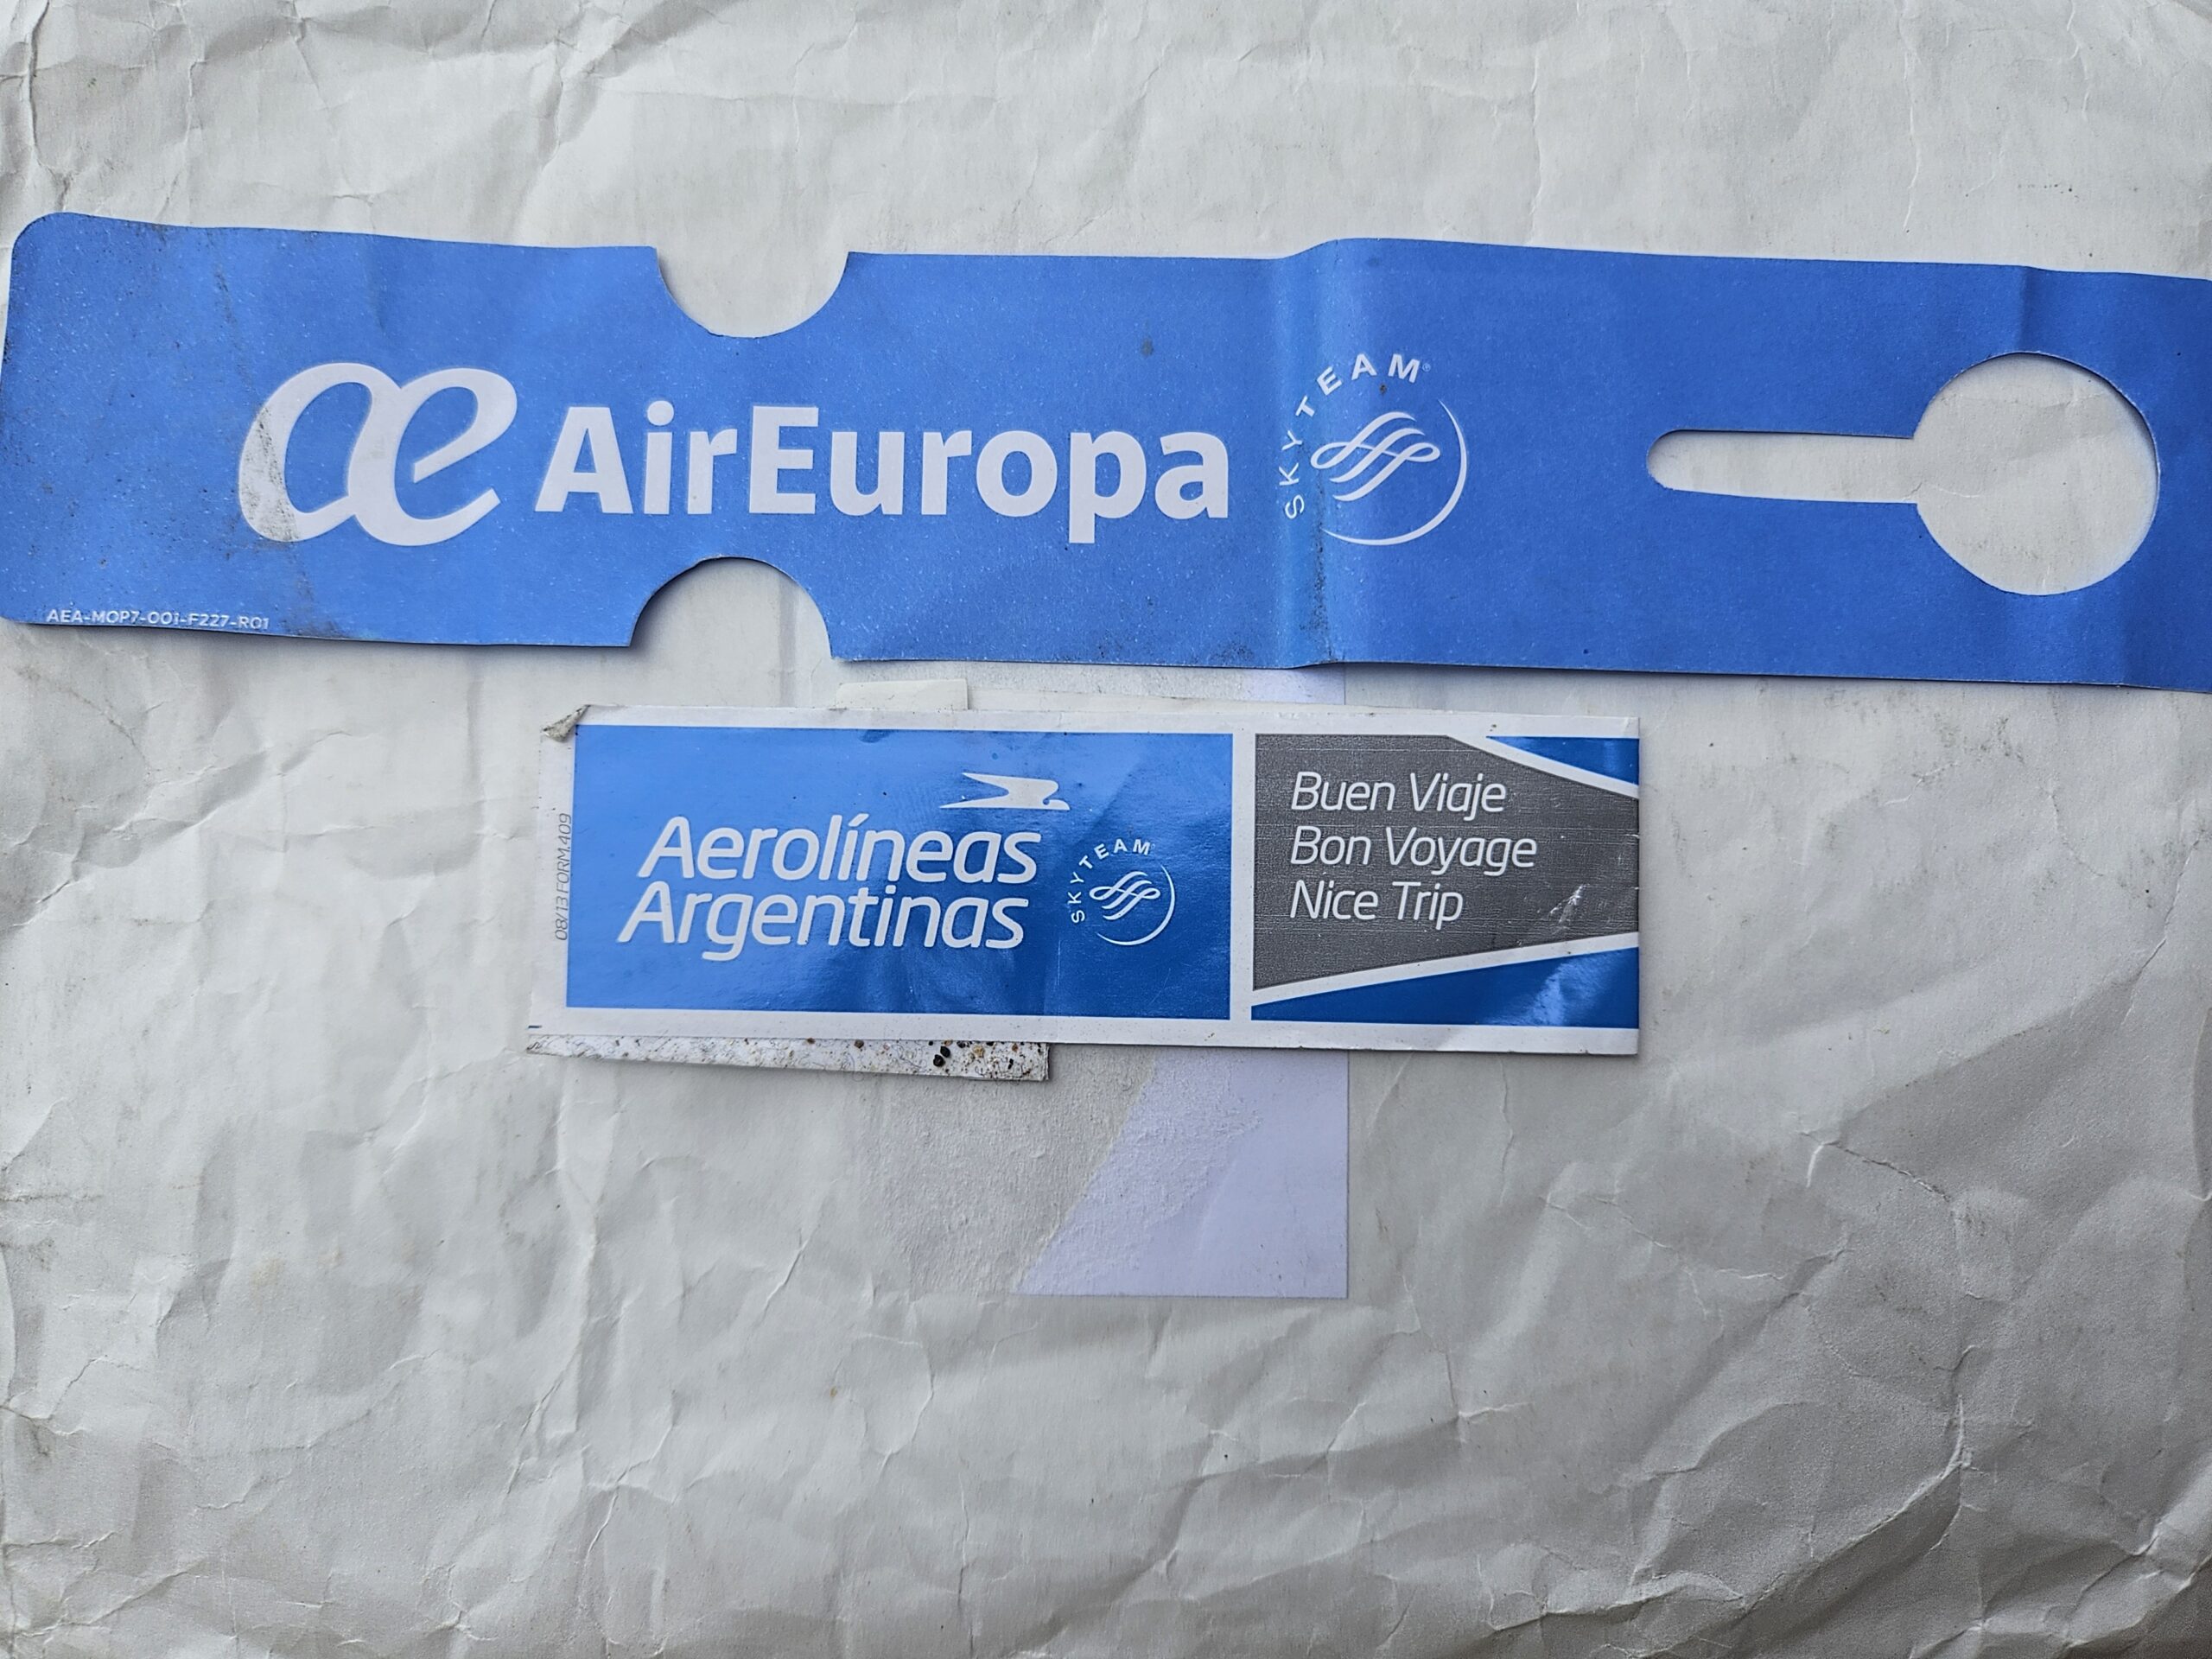 æ AirEuropa
SKYTEAM®
AEA-MOP7-001-F227-R01
08/13 FORM.409
Aerolíneas
Argentinas
SKYTEAM
Buen Viaje
Bon Voyage
Nice Trip